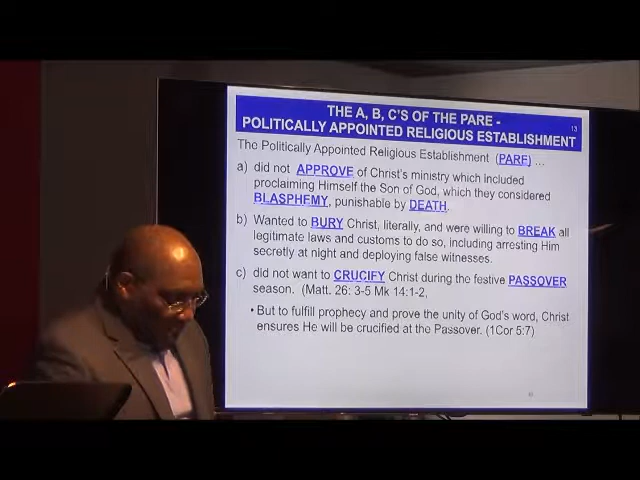 THE A, B, C'S OF THE PARE -
POLITICALLY APPOINTED RELIGIOUS ESTABLISHMENT
13
The Politically Appointed Religious Establishment (PARE) ...
a) did not APPROVE of Christ's ministry which included
proclaiming Himself the Son of God, which they considered
BLASPHEMY, punishable by DEATH.
b) Wanted to BURY Christ, literally, and were willing to BREAK all
legitimate laws and customs to do so, including arresting Him
secretly at night and deploying false witnesses.
c) did not want to CRUCIFY Christ during the festive PASSOVER
season. (Matt. 26: 3-5 Mk 14:1-2,
• But to fulfill prophecy and prove the unity of God's word, Christ
ensures He will be crucified at the Passover. (1Cor 5:7)